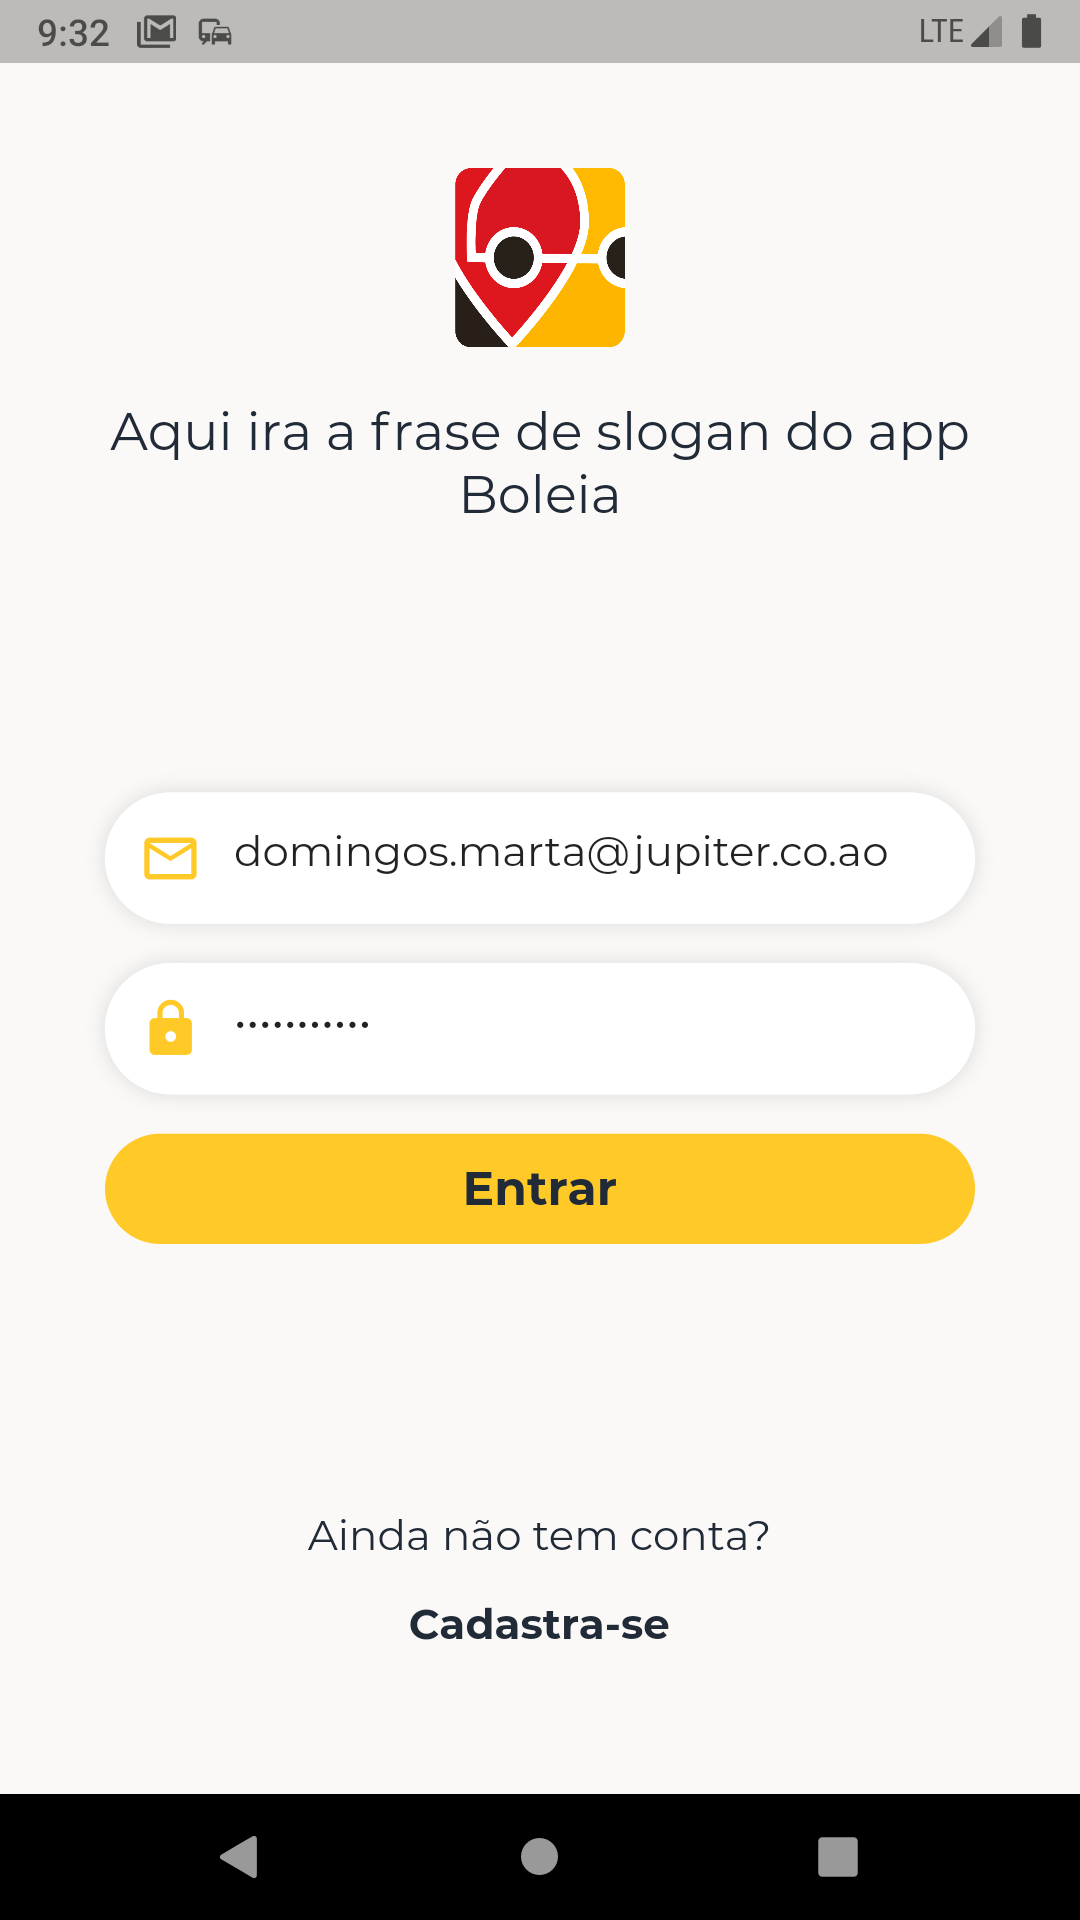 9:32 LTE
Aqui ira a frase de slogan do app
Boleia
domingos.marta@jupiter.co.ao
•••••••••••
Entrar
Ainda não tem conta?
Cadastra-se